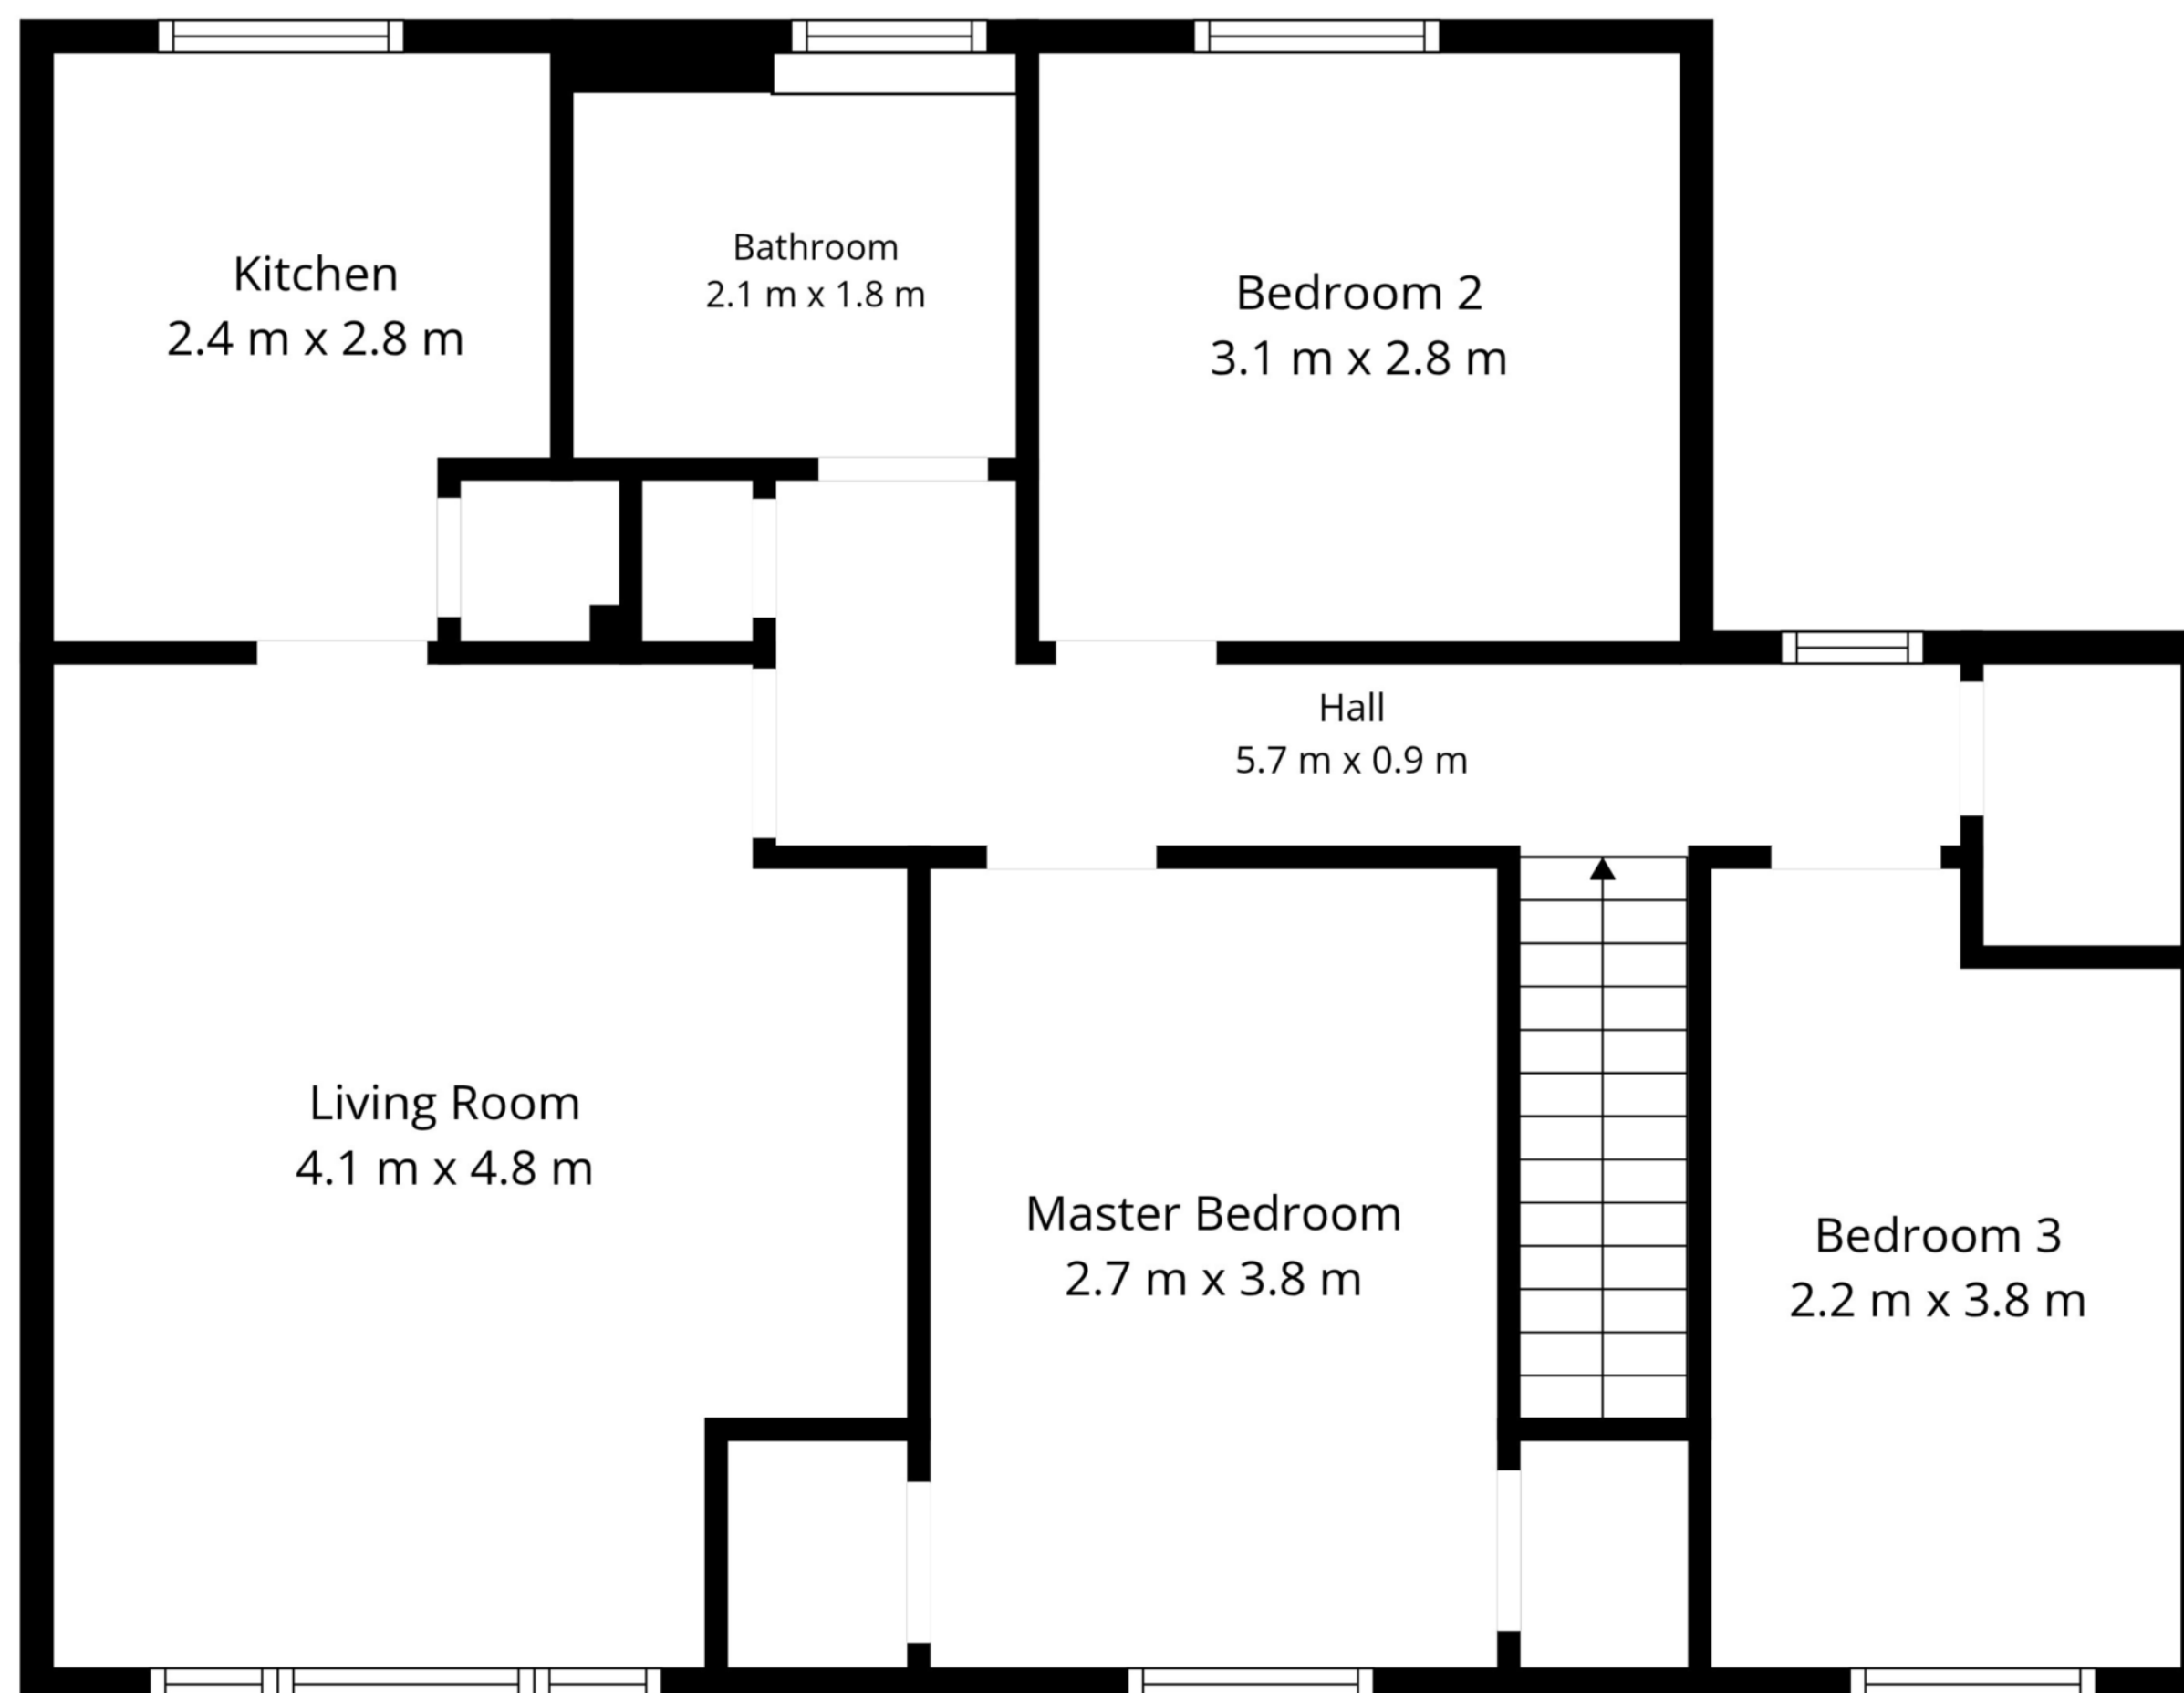 Kitchen
2.4 m x 2.8 m
Bathroom
2.1 m x 1.8 m
Bedroom 2
3.1 m x 2.8 m
Hall
5.7 m x 0.9 m
Living Room
4.1 m x 4.8 m
Master Bedroom
2.7 m x 3.8 m
Bedroom 3
2.2 m x 3.8 m